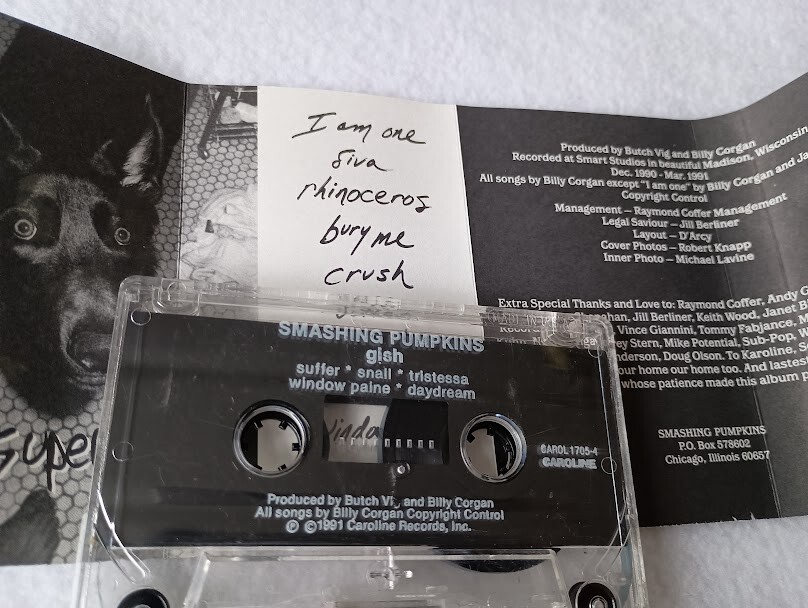 Super
I am one
siva
rhinoceros
bury me
crush
Produced by Butch Vig and Billy Corgan
Recorded at Smart Studios in beautiful Madison, Wisconsin
Dec. 1990 - Mar. 1991
All songs by Billy Corgan except "I am one" by Billy Corgan and Ja
Copyright Control
Management – Raymond Coffer Management
Legal Saviour – Jill Berliner
Layout – D'Arcy
Cover Photos – Robert Knapp
Inner Photo – Michael Lavine
Extra Special Thanks and Love to: Raymond Coffer, Andy G
han, Jill Berliner, Keith Wood, Janet B
Vince Giannini, Tommy Fabjance, M
ey Stern, Mike Potential, Sub-Pop,
nderson, Doug Olson. To Karoline, S
our home our home too. And lastest
whose patience made this album p
SMASHING PUMPKINS
P.O. Box 578602
Chicago, Illinois 60657
SMASHING PUMPKINS
gish
suffer * snail * tristessa
window paine * daydream
CAROL 1705-4
CAROLINE
Produced by Butch Vig and Billy Corgan
All songs by Billy Corgan Copyright Control
℗ ©1991 Caroline Records, Inc.